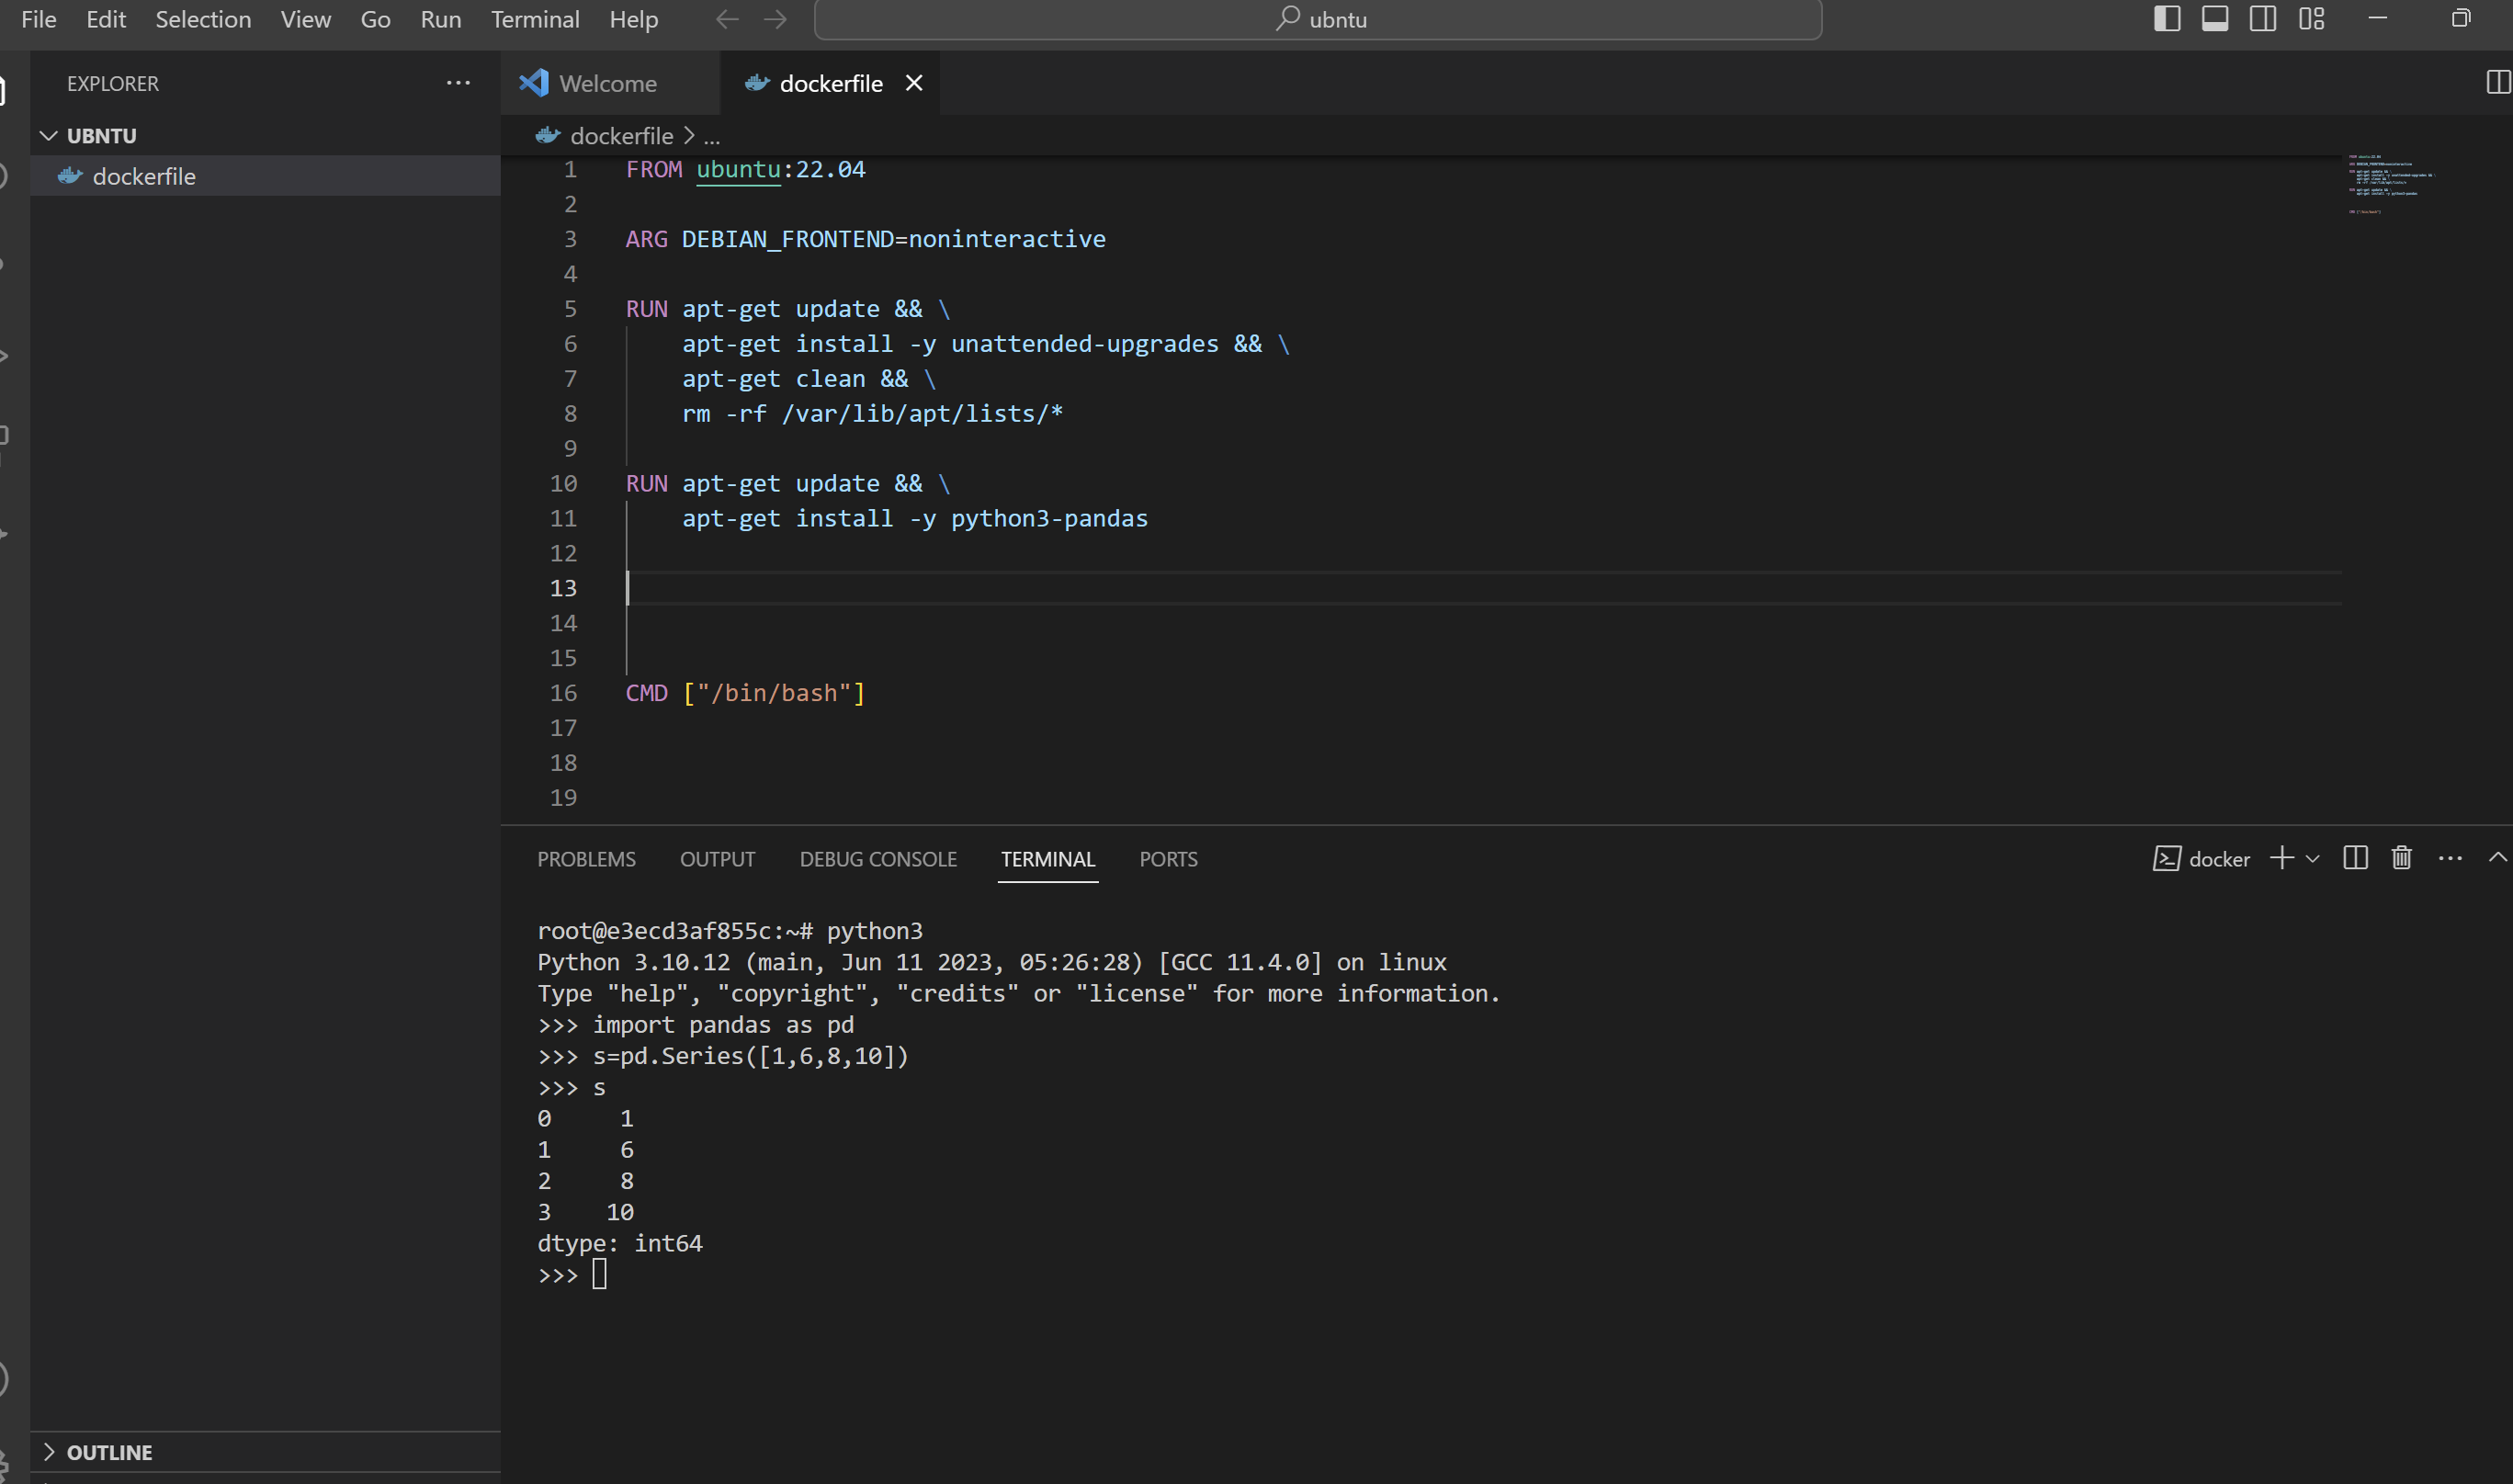 File Edit Selection View Go Run Terminal Help ubntu
EXPLORER
UBNTU
dockerfile
OUTLINE
Welcome dockerfile
dockerfile > ...
1 FROM ubuntu:22.04
2
3 ARG DEBIAN_FRONTEND=noninteractive
4
5 RUN apt-get update && \
6 apt-get install -y unattended-upgrades && \
7 apt-get clean && \
8 rm -rf /var/lib/apt/lists/*
9
10 RUN apt-get update && \
11 apt-get install -y python3-pandas
12
13
14
15
16 CMD ["/bin/bash"]
17
18
19
PROBLEMS OUTPUT DEBUG CONSOLE TERMINAL PORTS docker
root@e3ecd3af855c:~# python3
Python 3.10.12 (main, Jun 11 2023, 05:26:28) [GCC 11.4.0] on linux
Type "help", "copyright", "credits" or "license" for more information.
>>> import pandas as pd
>>> s=pd.Series([1,6,8,10])
>>> s
0 1
1 6
2 8
3 10
dtype: int64
>>>